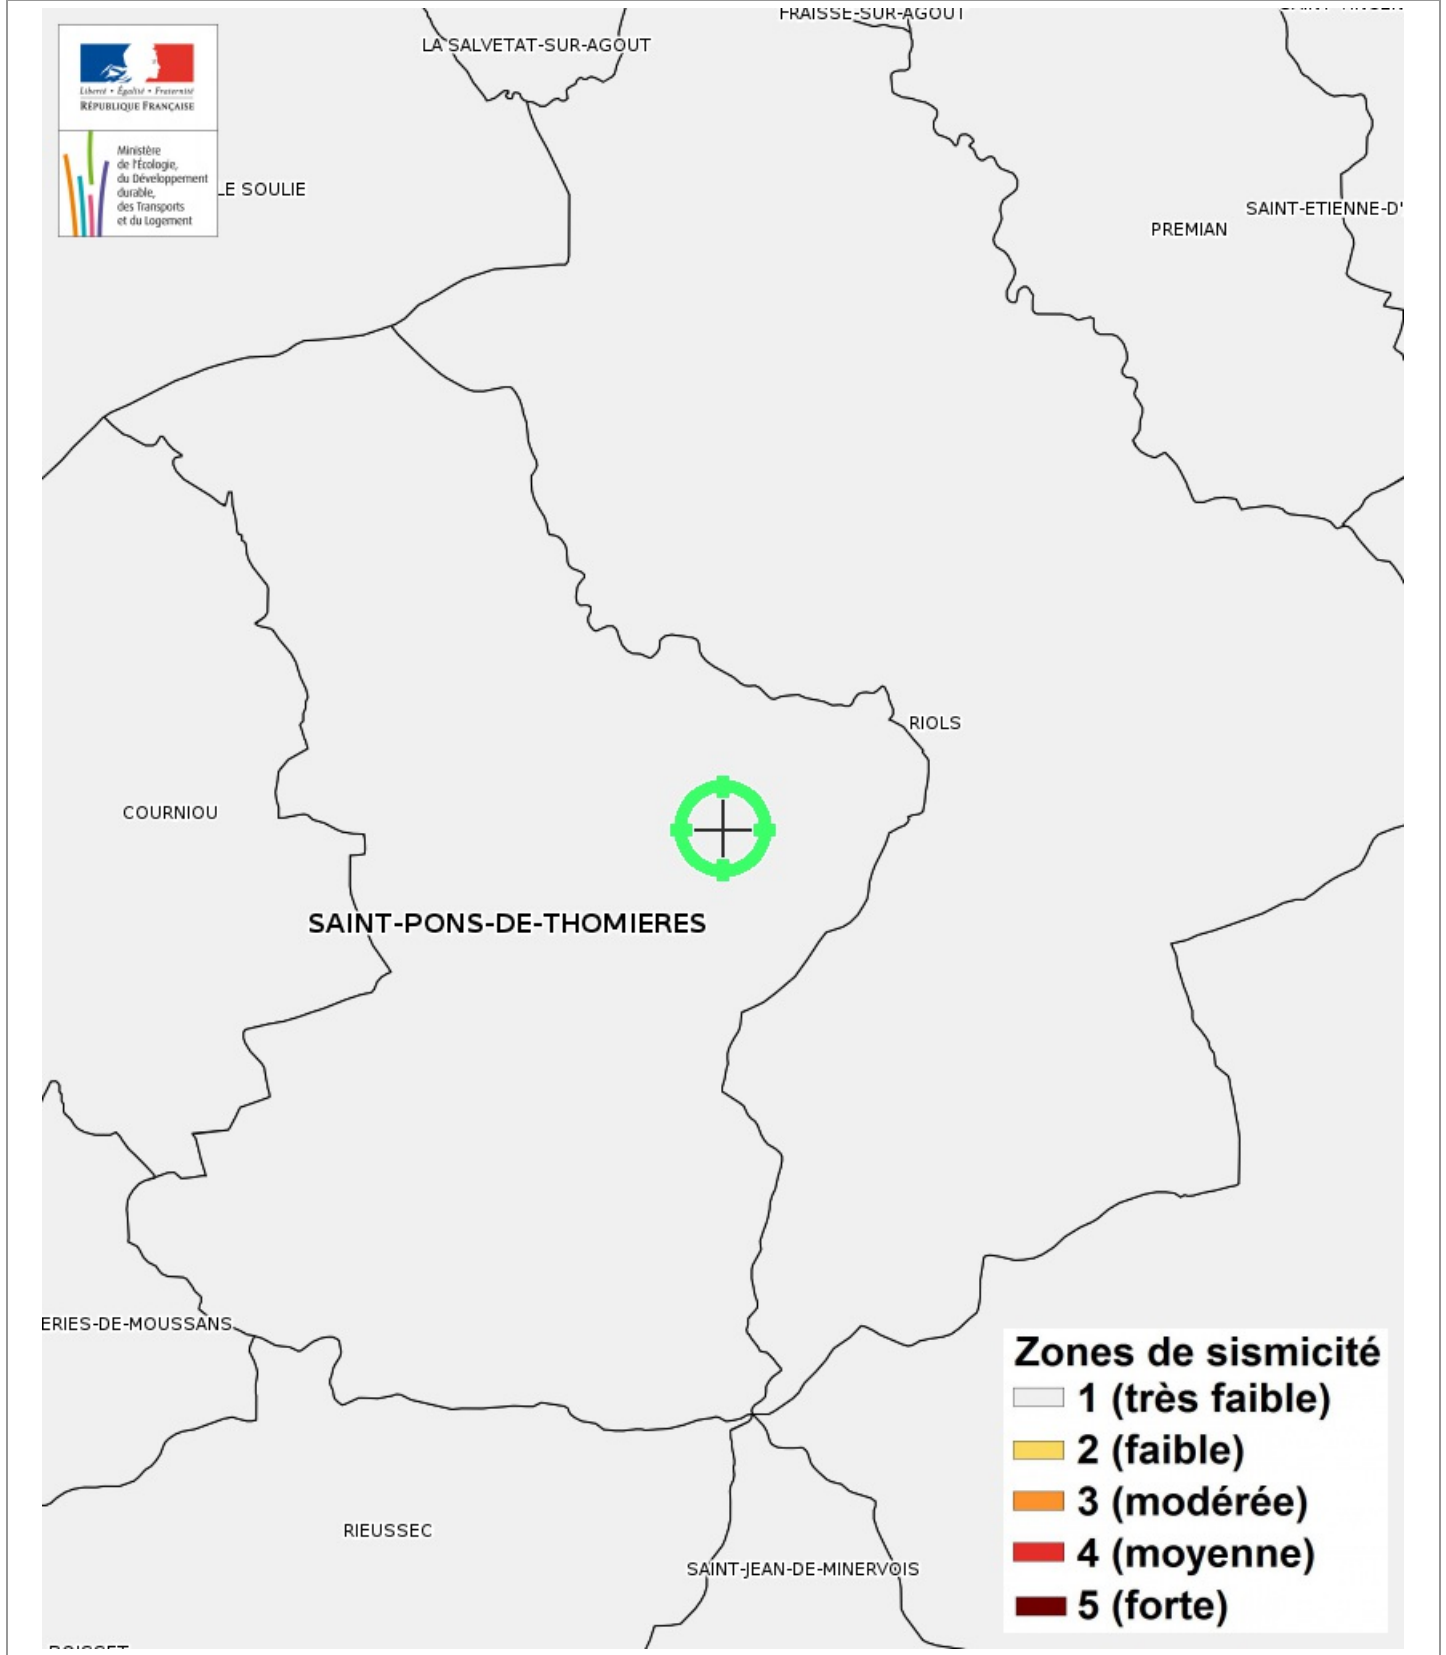 FRAISSE-SUR-AGOUT
LA SALVETAT-SUR-AGOUT
Liberté • Égalité • Fraternité
RÉPUBLIQUE FRANÇAISE
Ministère
de l'Écologie,
du Développement
durable,
des Transports
et du Logement
LE SOULIE
SAINT-ETIENNE-D'
PREMIAN
RIOLS
COURNIOU
SAINT-PONS-DE-THOMIERES
ERIES-DE-MOUSSANS
RIEUSSEC
SAINT-JEAN-DE-MINERVOIS
Zones de sismicité
1 (très faible)
2 (faible)
3 (modérée)
4 (moyenne)
5 (forte)